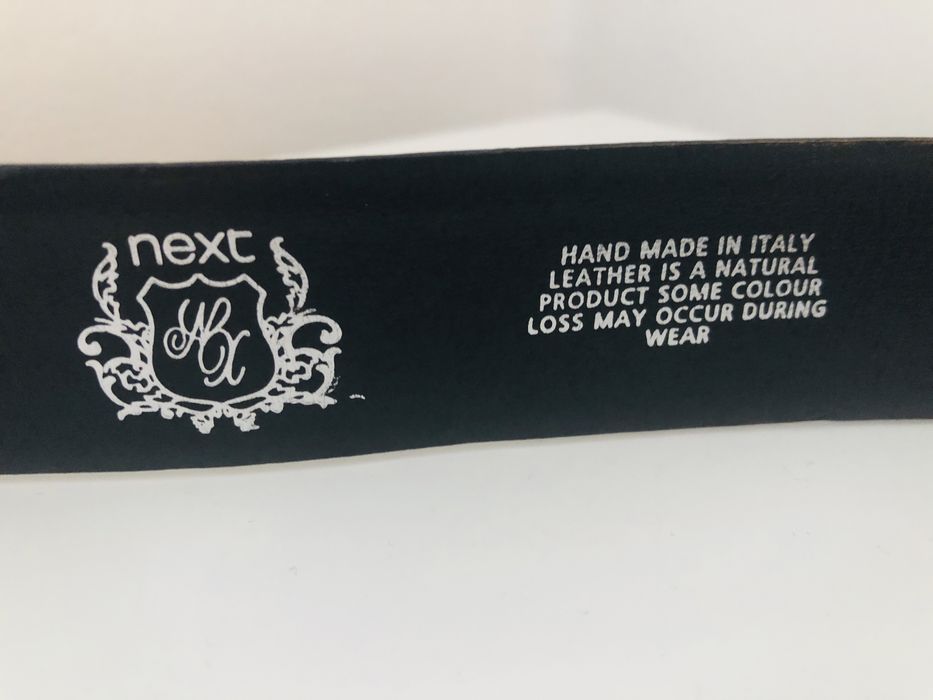 next
HAND MADE IN ITALY
LEATHER IS A NATURAL
PRODUCT SOME COLOUR
LOSS MAY OCCUR DURING
WEAR